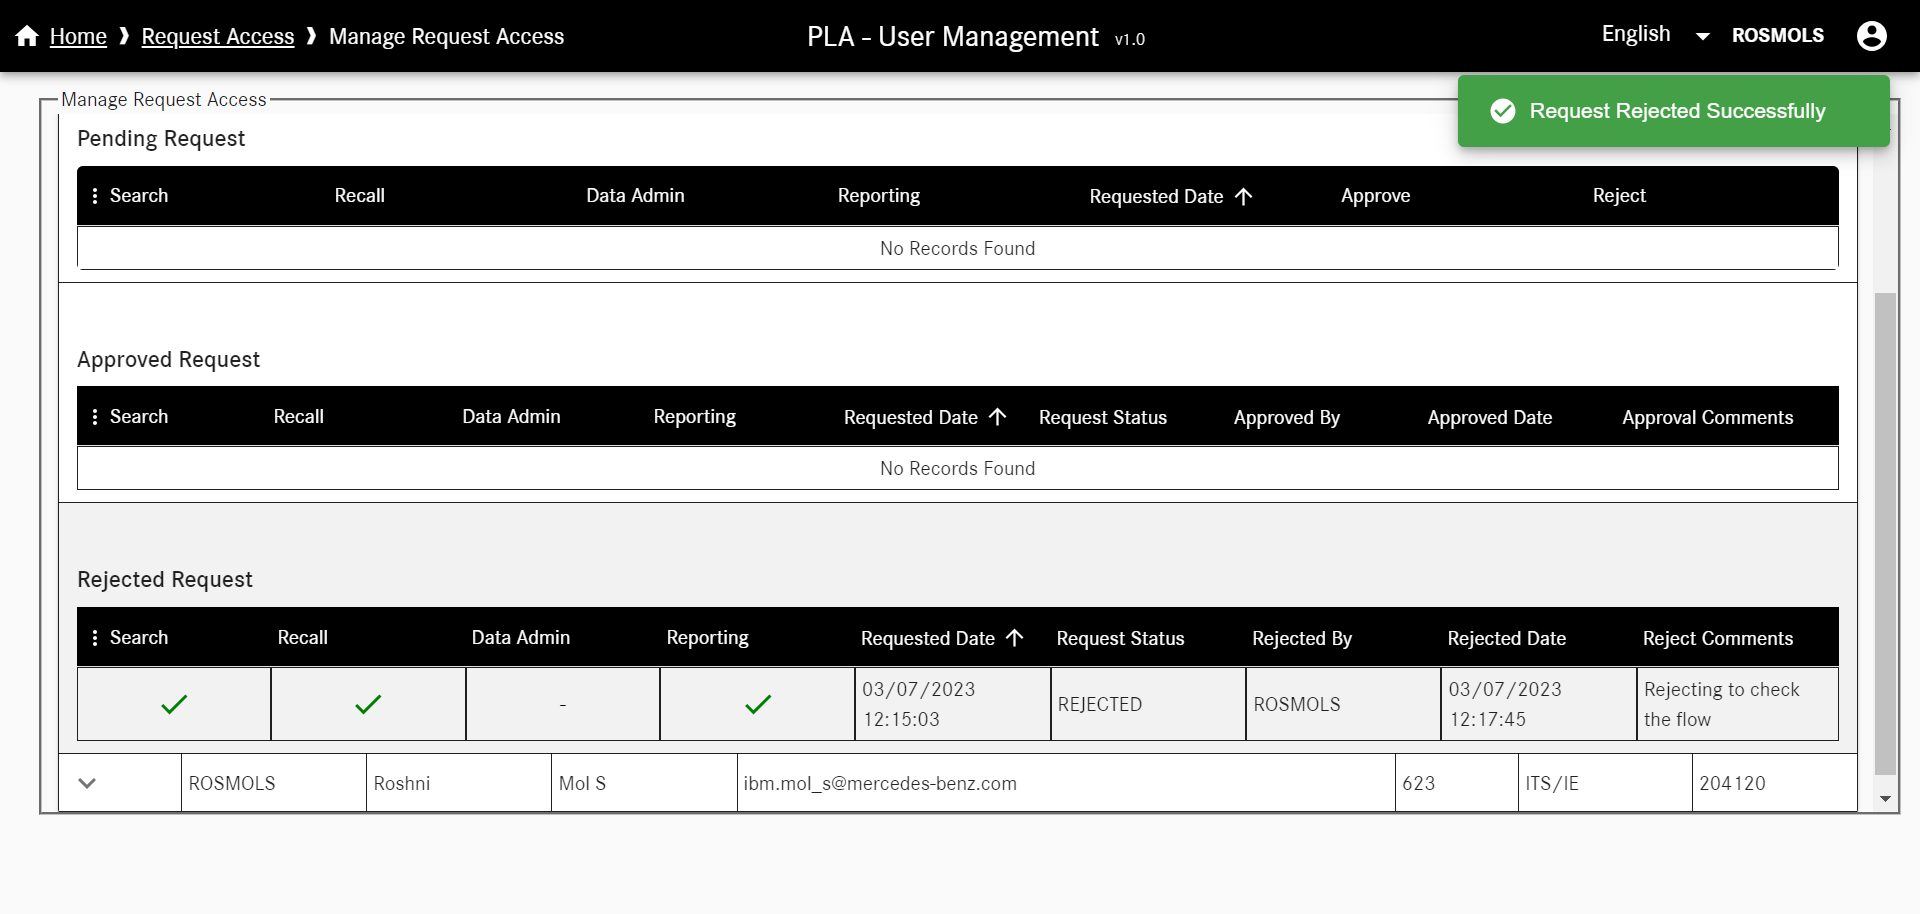 Home ❱ Request Access ❱ Manage Request Access
PLA - User Management v1.0
English
ROSMOLS
Request Rejected Successfully
Manage Request Access
Pending Request
Search Recall Data Admin Reporting Requested Date ↑ Approve Reject
No Records Found
Approved Request
Search Recall Data Admin Reporting Requested Date ↑ Request Status Approved By Approved Date Approval Comments
No Records Found
Rejected Request
Search Recall Data Admin Reporting Requested Date ↑ Request Status Rejected By Rejected Date Reject Comments
✓ ✓ - ✓ 03/07/2023 REJECTED ROSMOLS 03/07/2023 Rejecting to check
12:15:03 12:17:45 the flow
ROSMOLS Roshni Mol S ibm.mol_s@mercedes-benz.com 623 ITS/IE 204120